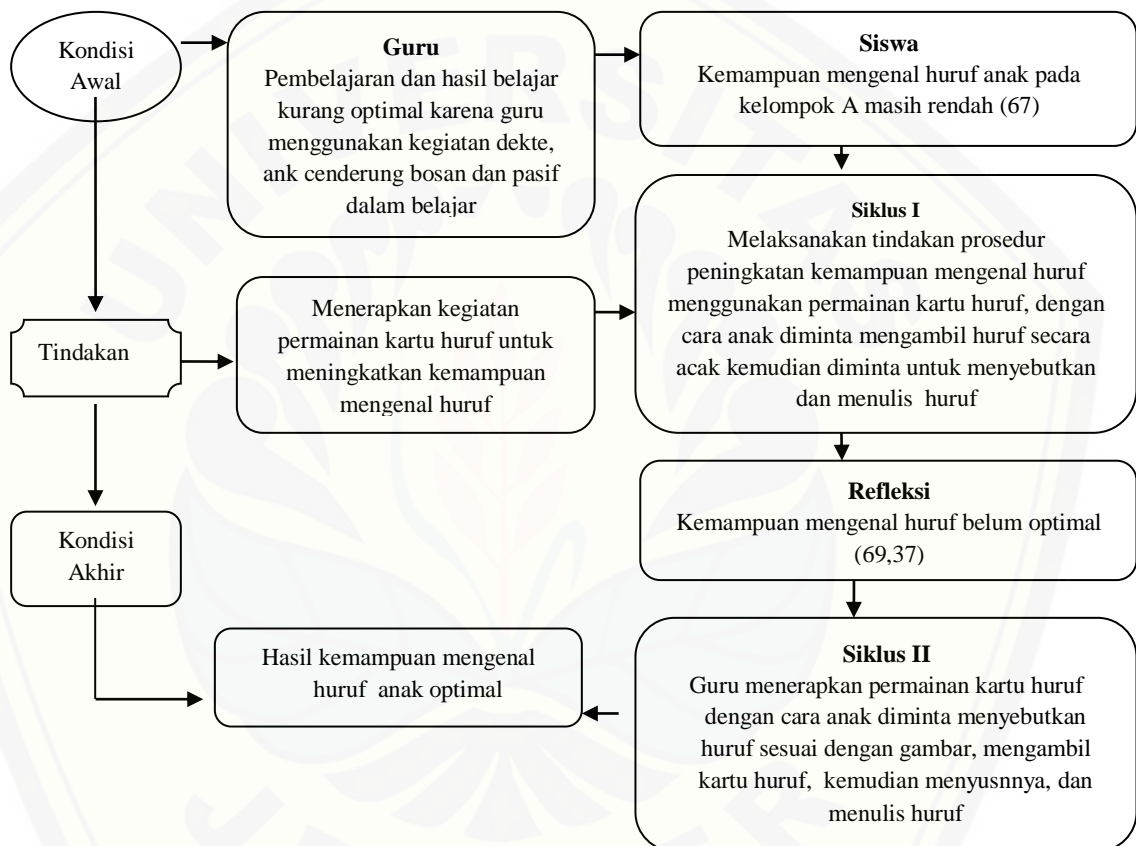 Kondisi
Awal
Guru
Pembelajaran dan hasil belajar
kurang optimal karena guru
menggunakan kegiatan dekte,
ank cenderung bosan dan pasif
dalam belajar
Siswa
Kemampuan mengenal huruf anak pada
kelompok A masih rendah (67)
Tindakan
Menerapkan kegiatan
permainan kartu huruf untuk
meningkatkan kemampuan
mengenal huruf
Siklus I
Melaksanakan tindakan prosedur
peningkatan kemampuan mengenal huruf
menggunakan permainan kartu huruf, dengan
cara anak diminta mengambil huruf secara
acak kemudian diminta untuk menyebutkan
dan menulis huruf
Refleksi
Kemampuan mengenal huruf belum optimal
(69,37)
Kondisi
Akhir
Hasil kemampuan mengenal
huruf anak optimal
Siklus II
Guru menerapkan permainan kartu huruf
dengan cara anak diminta menyebutkan
huruf sesuai dengan gambar, mengambil
kartu huruf, kemudian menyusnnya, dan
menulis huruf
UNIVERSITAS